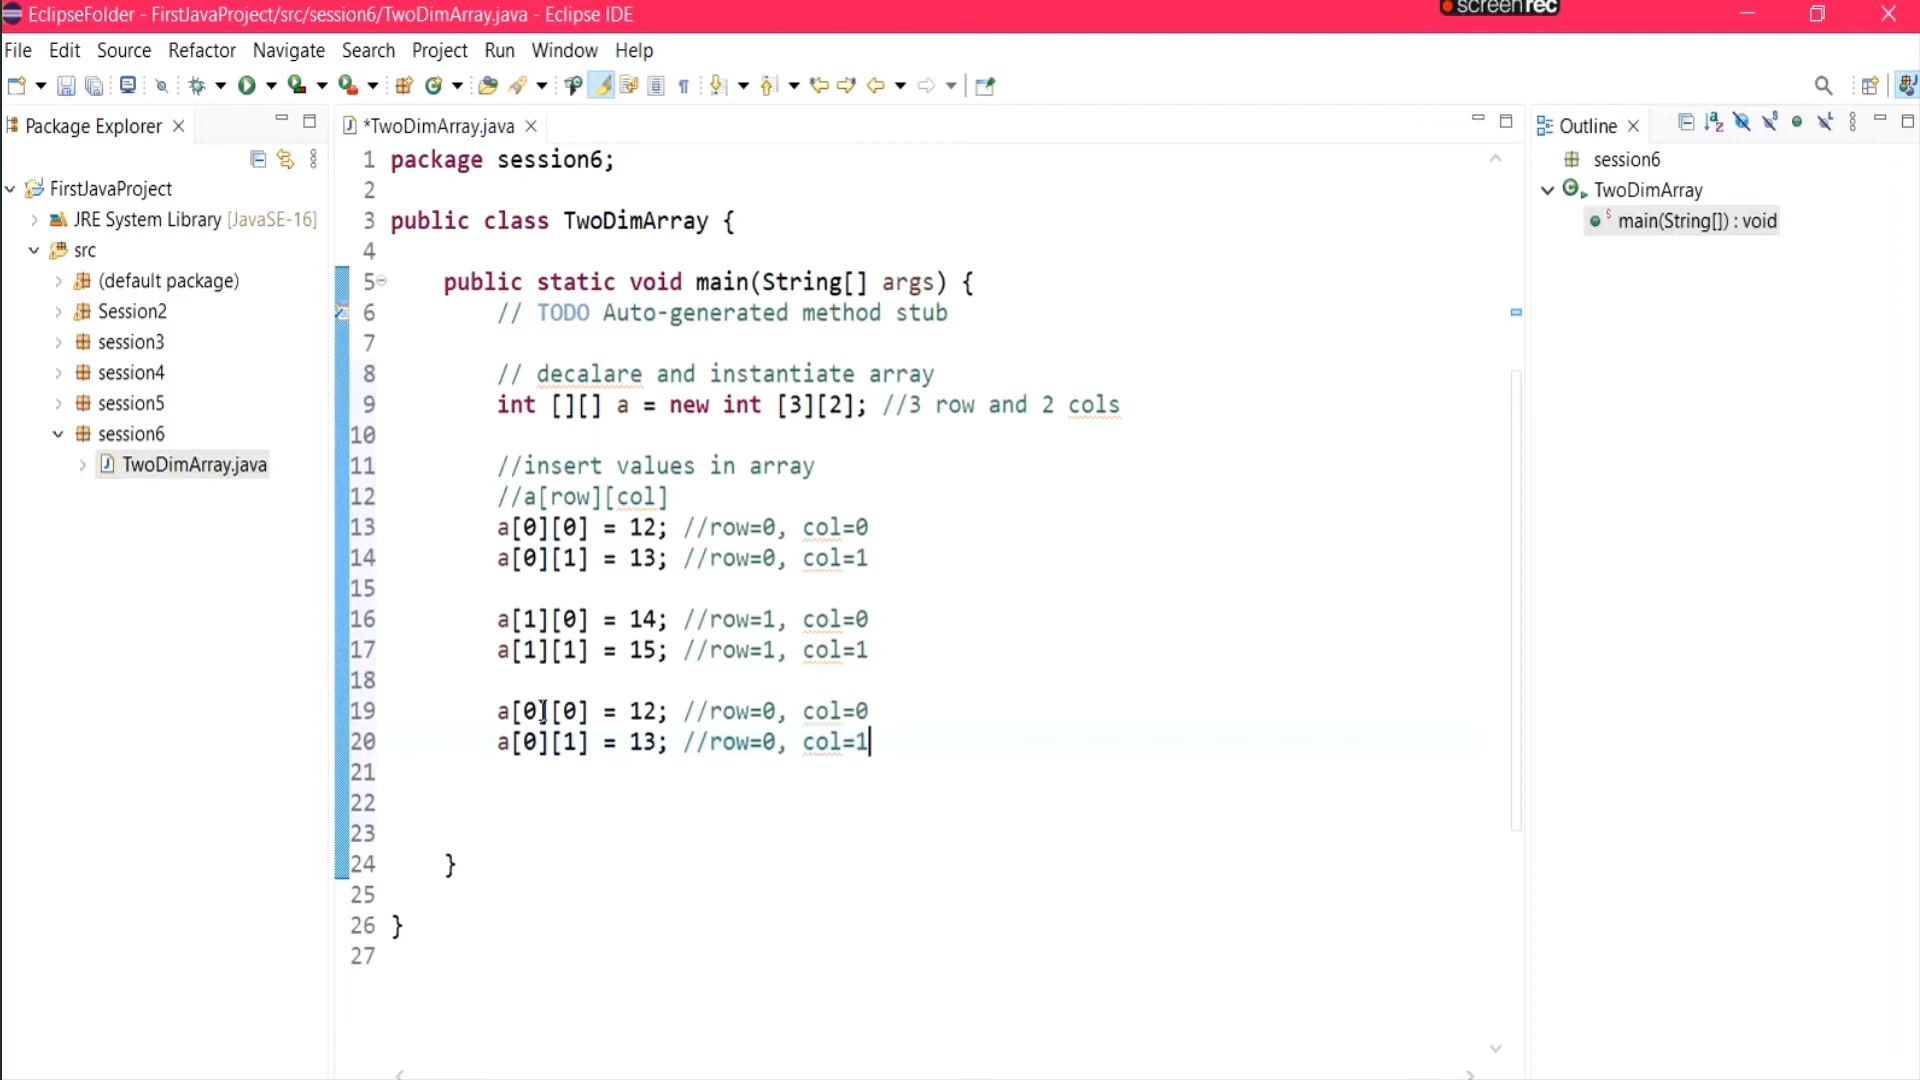 EclipseFolder - FirstJavaProject/src/session6/TwoDimArray.java - Eclipse IDE
screenrec
File Edit Source Refactor Navigate Search Project Run Window Help
Package Explorer
*TwoDimArray.java
Outline
FirstJavaProject
JRE System Library [JavaSE-16]
src
(default package)
Session2
session3
session4
session5
session6
TwoDimArray.java
1 package session6;
2
3 public class TwoDimArray {
4
5 public static void main(String[] args) {
6 // TODO Auto-generated method stub
7
8 // decalare and instantiate array
9 int [][] a = new int [3][2]; //3 row and 2 cols
10
11 //insert values in array
12 //a[row][col]
13 a[0][0] = 12; //row=0, col=0
14 a[0][1] = 13; //row=0, col=1
15
16 a[1][0] = 14; //row=1, col=0
17 a[1][1] = 15; //row=1, col=1
18
19 a[0][0] = 12; //row=0, col=0
20 a[0][1] = 13; //row=0, col=1
21
22
23
24 }
25
26 }
27
session6
TwoDimArray
main(String[]) : void